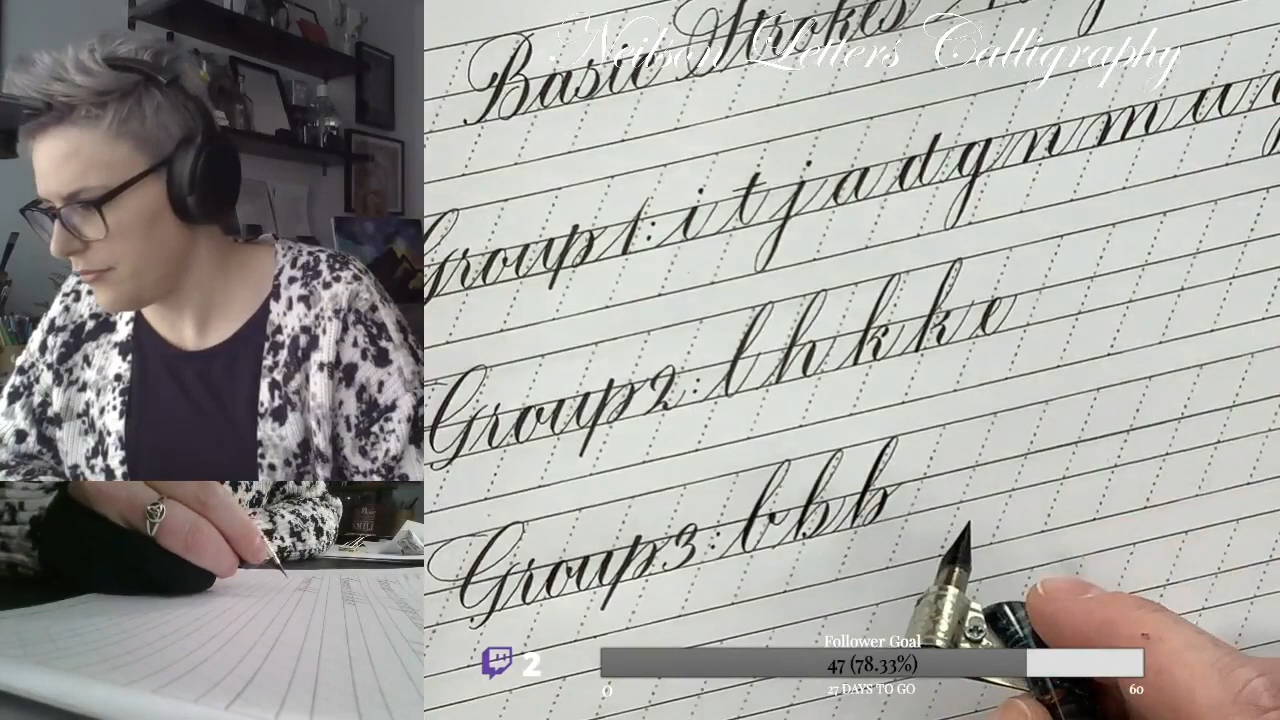 Neilson Letters Calligraphy
Basic Strokes
Group 1: i t j a d g n m u y
Group 2: l h k k e
Group 3: b b b
Follower Goal
2
47 (78.33%)
0
27 DAYS TO GO
60